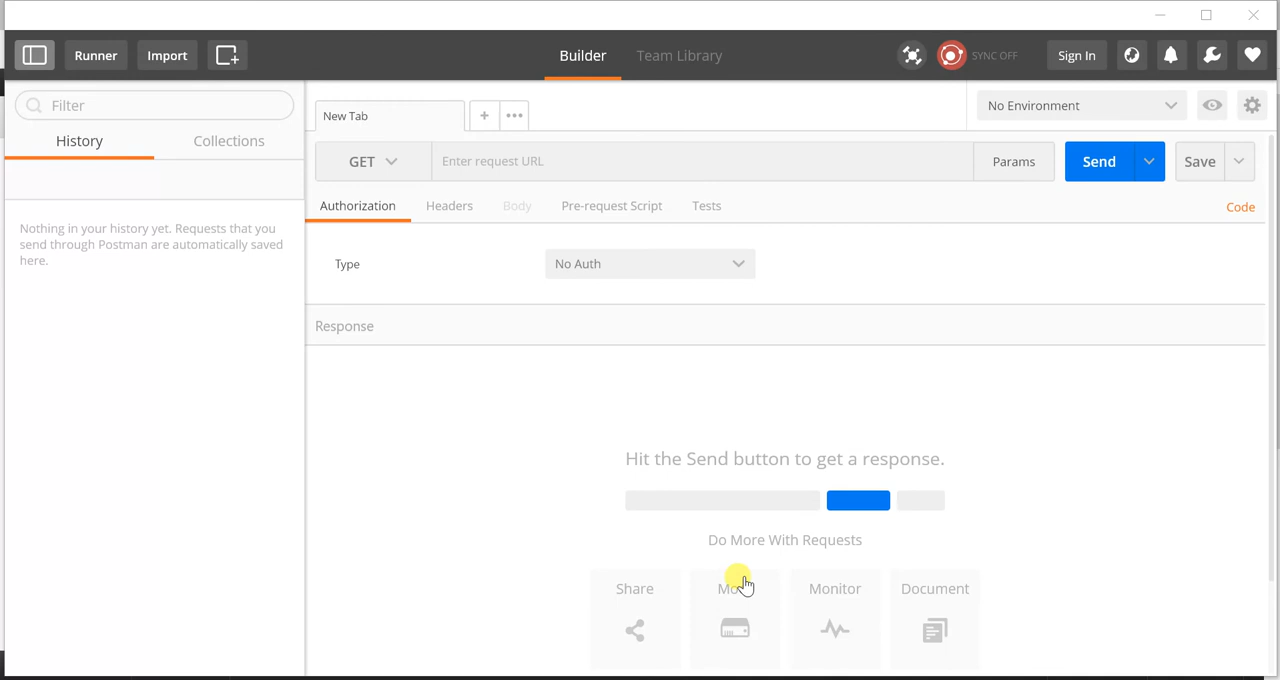 Runner
Import
Builder
Team Library
SYNC OFF
Sign In
Filter
History
Collections
Nothing in your history yet. Requests that you
send through Postman are automatically saved
here.
New Tab
No Environment
GET
Enter request URL
Params
Send
Save
Authorization
Headers
Body
Pre-request Script
Tests
Code
Type
No Auth
Response
Hit the Send button to get a response.
Do More With Requests
Share
Monitor
Document